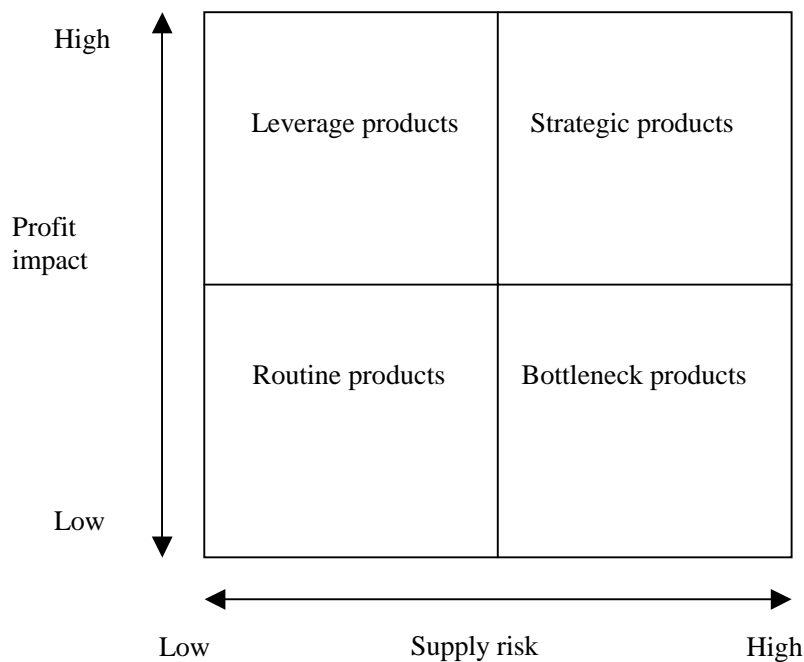 High
Leverage products
Strategic products
Profit
impact
Routine products
Bottleneck products
Low
Low
Supply risk
High